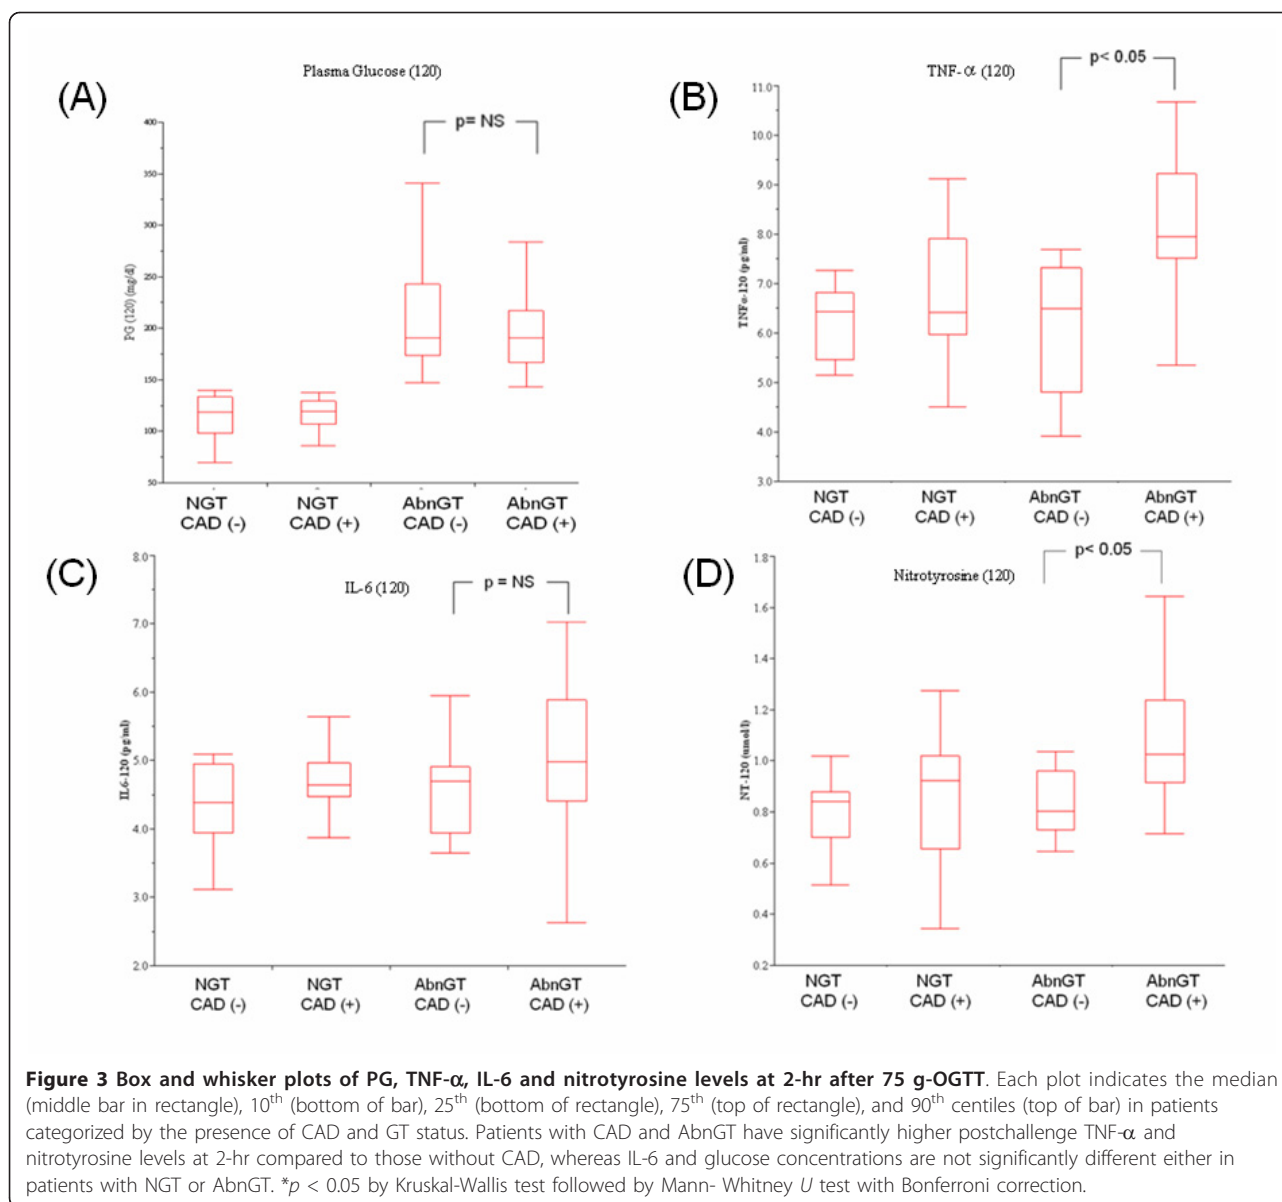 (A)
Plasma Glucose (120)
p= NS
PG (120) (mg/dl)
400
350
300
250
200
150
100
50
NGT NGT AbnGT AbnGT
CAD (-) CAD (+) CAD (-) CAD (+)
(B)
TNF-α (120)
p< 0.05
TNFα-120 (pg/ml)
11.0
10.0
9.0
8.0
7.0
6.0
5.0
4.0
3.0
NGT NGT AbnGT AbnGT
CAD (-) CAD (+) CAD (-) CAD (+)
(C)
IL-6 (120)
p = NS
IL6-120 (pg/ml)
8.0
7.0
6.0
5.0
4.0
3.0
2.0
NGT NGT AbnGT AbnGT
CAD (-) CAD (+) CAD (-) CAD (+)
(D)
Nitrotyrosine (120)
p< 0.05
NT-120 (umol/l)
1.8
1.6
1.4
1.2
1.0
0.8
0.6
0.4
0.2
NGT NGT AbnGT AbnGT
CAD (-) CAD (+) CAD (-) CAD (+)
Figure 3 Box and whisker plots of PG, TNF-α, IL-6 and nitrotyrosine levels at 2-hr after 75 g-OGTT. Each plot indicates the median
(middle bar in rectangle), 10th (bottom of bar), 25th (bottom of rectangle), 75th (top of rectangle), and 90th centiles (top of bar) in patients
categorized by the presence of CAD and GT status. Patients with CAD and AbnGT have significantly higher postchallenge TNF-α and
nitrotyrosine levels at 2-hr compared to those without CAD, whereas IL-6 and glucose concentrations are not significantly different either in
patients with NGT or AbnGT. *p < 0.05 by Kruskal-Wallis test followed by Mann- Whitney U test with Bonferroni correction.